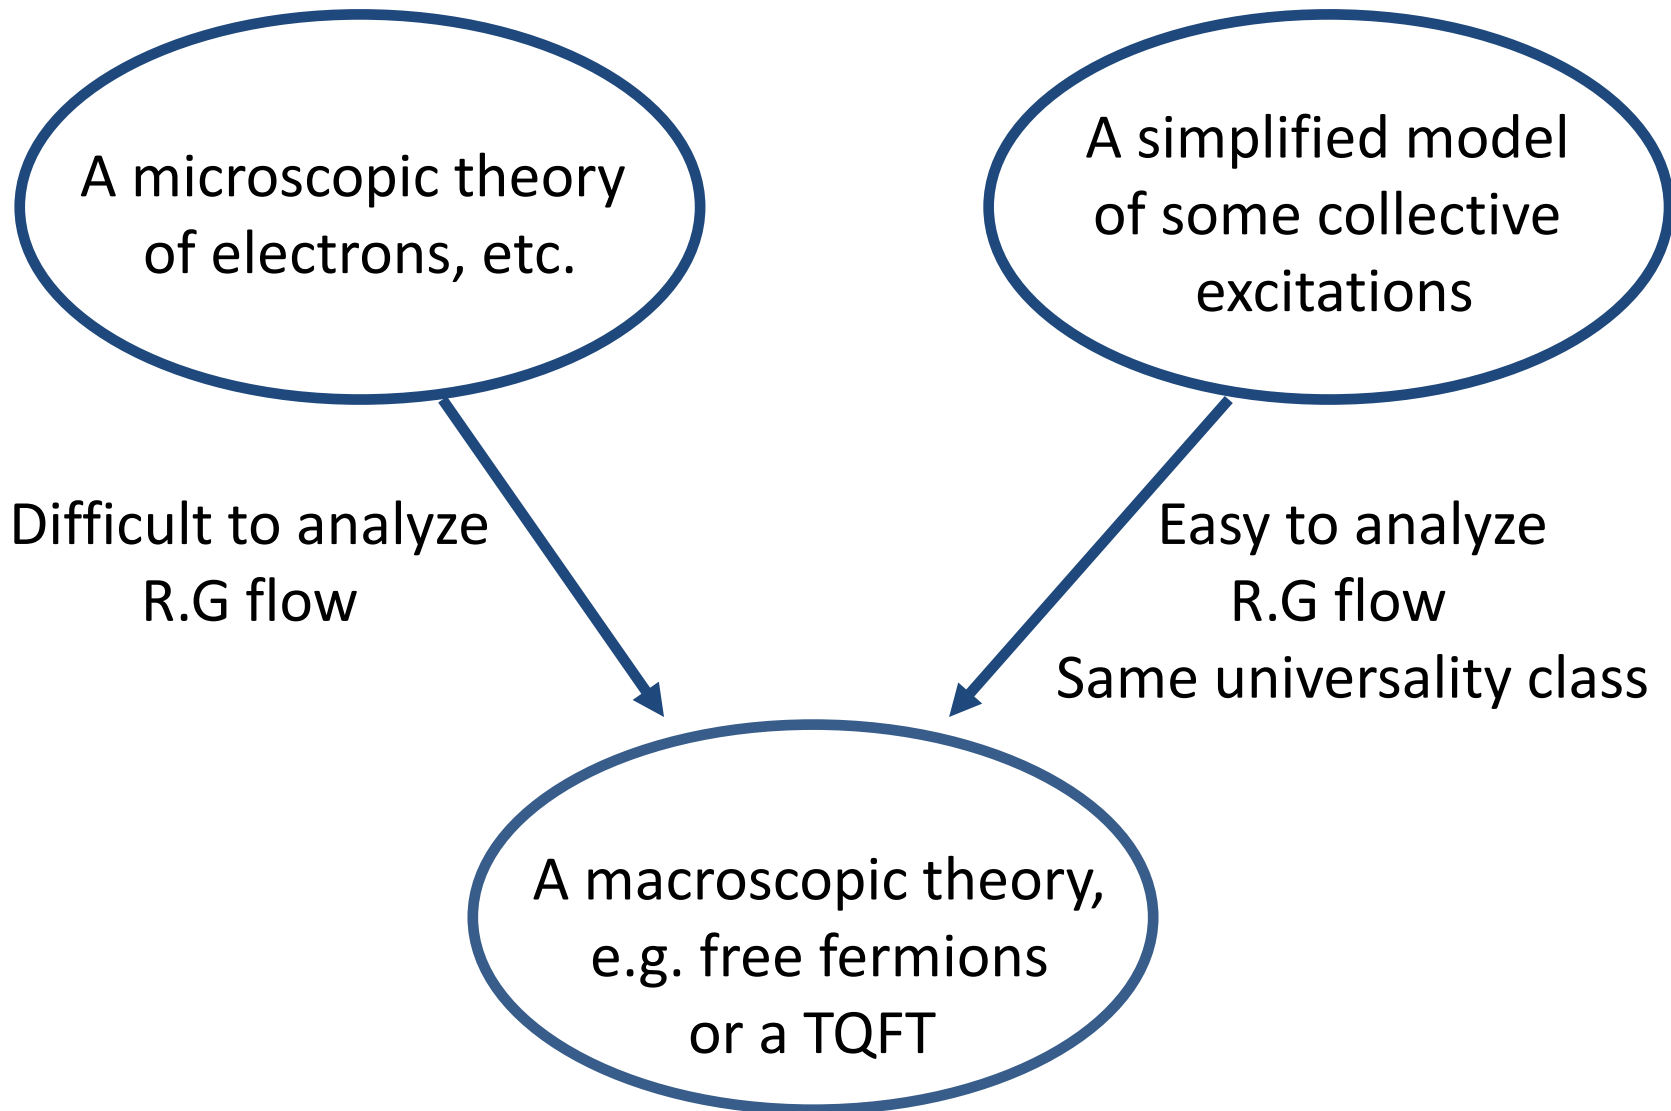 A microscopic theory
of electrons, etc.
A simplified model
of some collective
excitations
Difficult to analyze
R.G flow
Easy to analyze
R.G flow
Same universality class
A macroscopic theory,
e.g. free fermions
or a TQFT